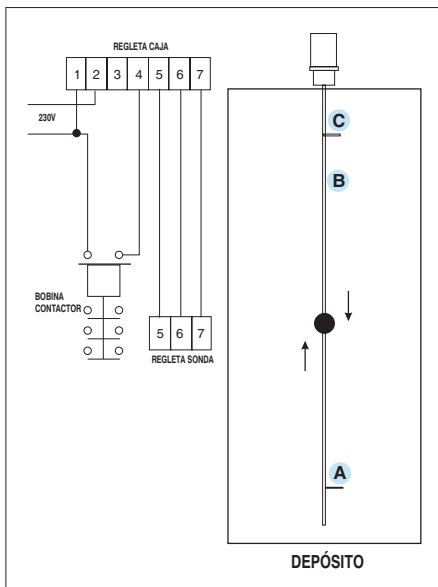 REGLETA CAJA
1 2 3 4 5 6 7
230V
BOBINA
CONTACTOR
5 6 7
REGLETA SONDA
C
B
A
DEPÓSITO